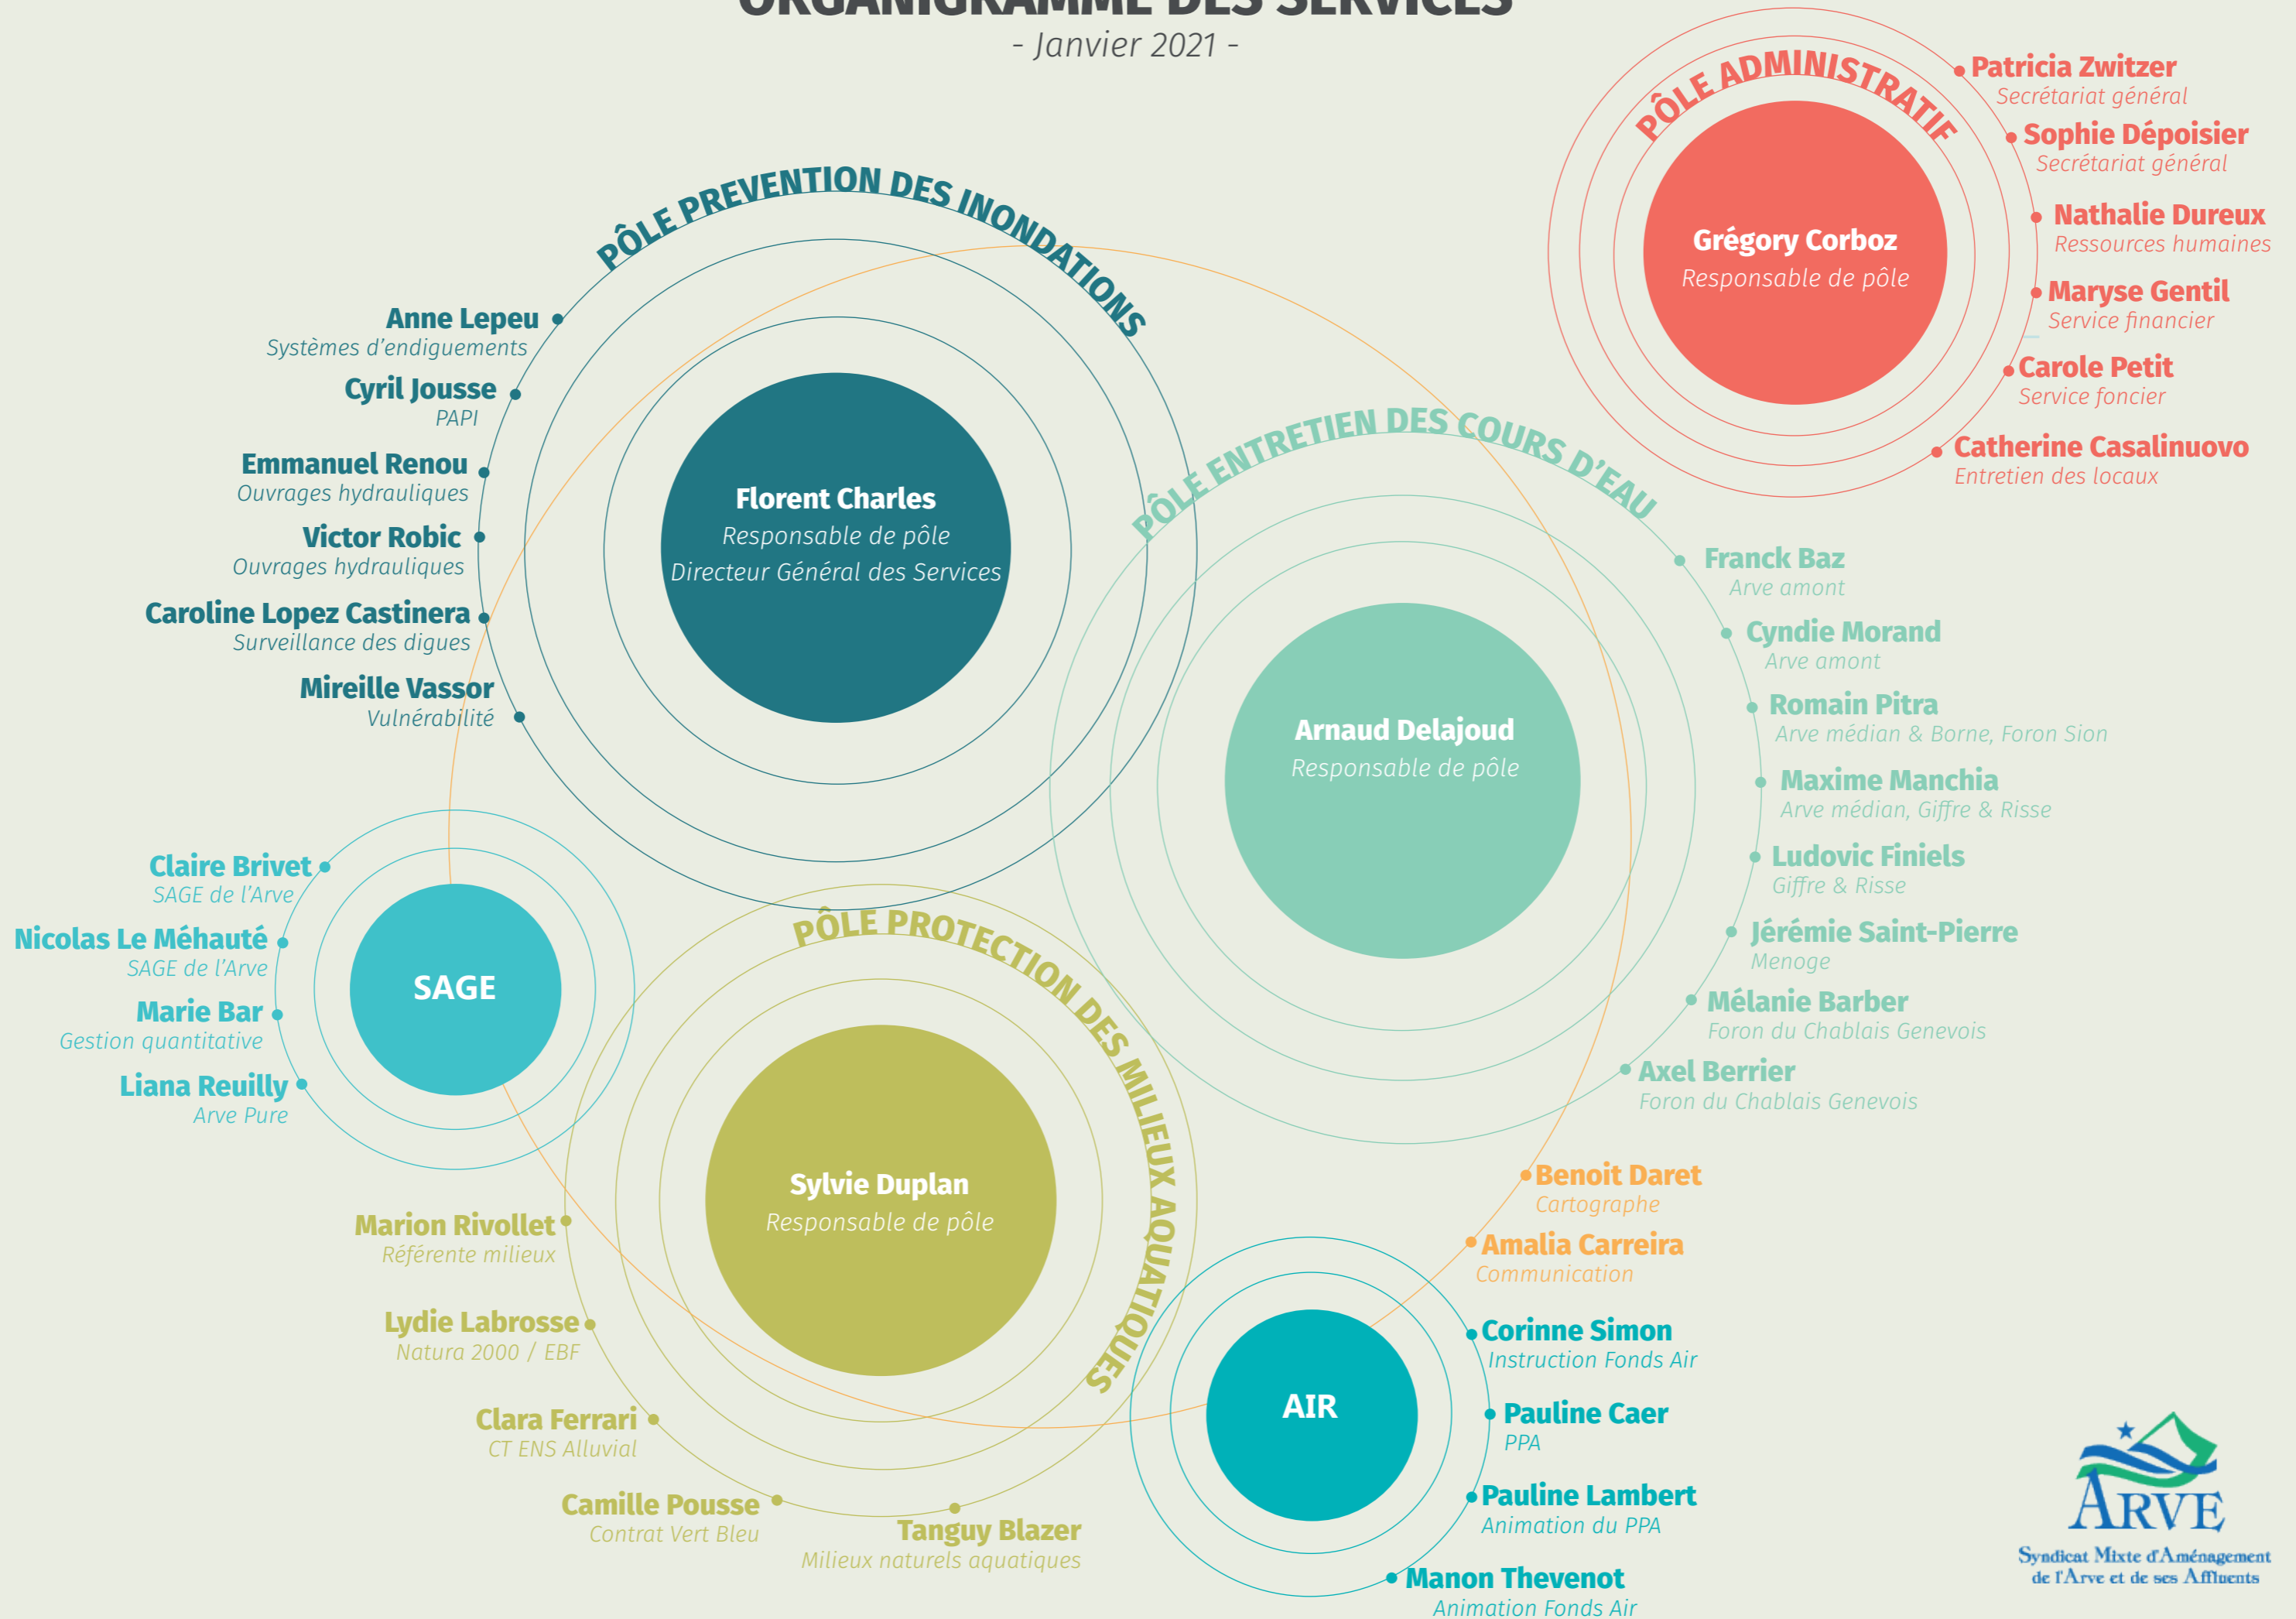 ORGANIGRAMME DES SERVICES
- Janvier 2021 -
PÔLE ADMINISTRATIF
Grégory Corboz
Responsable de pôle
Patricia Zwitzer
Secrétariat général
Sophie Dépoisier
Secrétariat général
Nathalie Dureux
Ressources humaines
Maryse Gentil
Service financier
Carole Petit
Service foncier
Catherine Casalinuovo
Entretien des locaux
PÔLE PREVENTION DES INONDATIONS
Florent Charles
Responsable de pôle
Directeur Général des Services
Anne Lepeu
Systèmes d’endiguements
Cyril Jousse
PAPI
Emmanuel Renou
Ouvrages hydrauliques
Victor Robic
Ouvrages hydrauliques
Caroline Lopez Castinera
Surveillance des digues
Mireille Vassor
Vulnérabilité
PÔLE ENTRETIEN DES COURS D’EAU
Arnaud Delajoud
Responsable de pôle
Franck Baz
Arve amont
Cyndie Morand
Arve amont
Romain Pitra
Arve médian & Borne, Foron Sion
Maxime Manchia
Arve médian, Giffre & Risse
Ludovic Finiels
Giffre & Risse
Jérémie Saint-Pierre
Menoge
Mélanie Barber
Foron du Chablais Genevois
Axel Berrier
Foron du Chablais Genevois
SAGE
Claire Brivet
SAGE de l’Arve
Nicolas Le Méhauté
SAGE de l’Arve
Marie Bar
Gestion quantitative
Liana Reuilly
Arve Pure
PÔLE PROTECTION DES MILIEUX AQUATIQUES
Sylvie Duplan
Responsable de pôle
Marion Rivollet
Référente milieux
Lydie Labrosse
Natura 2000 / EBF
Clara Ferrari
CT ENS Alluvial
Camille Pousse
Contrat Vert Bleu
Tanguy Blazer
Milieux naturels aquatiques
Benoit Daret
Cartographe
Amalia Carreira
Communication
AIR
Corinne Simon
Instruction Fonds Air
Pauline Caer
PPA
Pauline Lambert
Animation du PPA
Manon Thevenot
Animation Fonds Air
ARVE
Syndicat Mixte d'Aménagement
de l'Arve et de ses Affluents